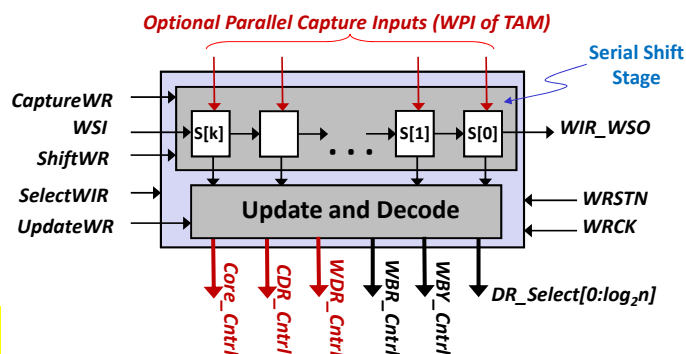 Optional Parallel Capture Inputs (WPI of TAM)
Serial Shift
Stage
CaptureWR
WSI
ShiftWR
SelectWIR
UpdateWR
S[k]
. . .
S[1]
S[0]
WIR_WSO
Update and Decode
WRSTN
WRCK
Core_Cntrl
CDR_Cntrl
WDR_Cntrl
WBR_Cntrl
WBY_Cntrl
DR_Select[0:log₂n]